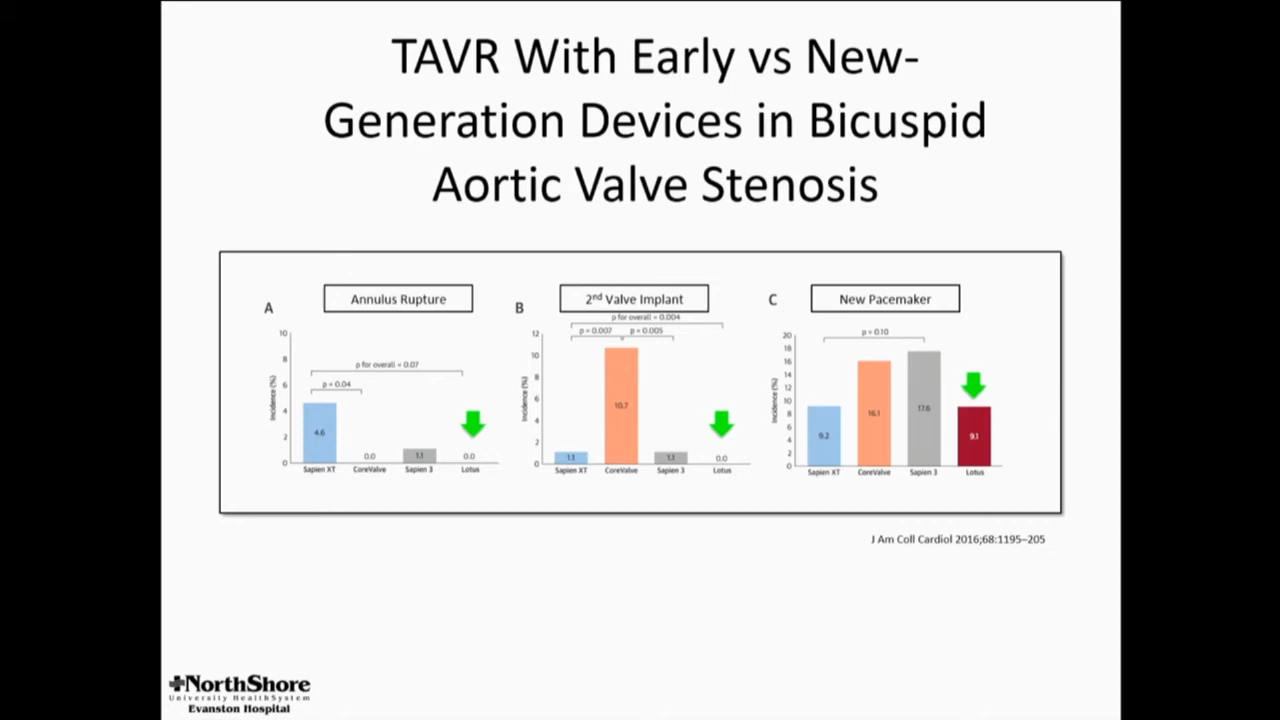 TAVR With Early vs New-
Generation Devices in Bicuspid
Aortic Valve Stenosis
A
Annulus Rupture
10
8
6
4
2
0
Incidence (%)
p for overall = 0.07
p = 0.04
4.6
0.0
1.1
0.0
Sapien XT CoreValve Sapien 3 Lotus
B
2nd Valve Implant
12
10
8
6
4
2
0
Incidence (%)
p for overall = 0.004
p = 0.007 p = 0.005
1.1
10.7
1.1
0.0
Sapien XT CoreValve Sapien 3 Lotus
C
New Pacemaker
20
18
16
14
12
10
8
6
4
2
0
Incidence (%)
p = 0.10
9.2
16.1
17.6
9.1
Sapien XT CoreValve Sapien 3 Lotus
J Am Coll Cardiol 2016;68:1195–205
NorthShore
University HealthSystem
Evanston Hospital